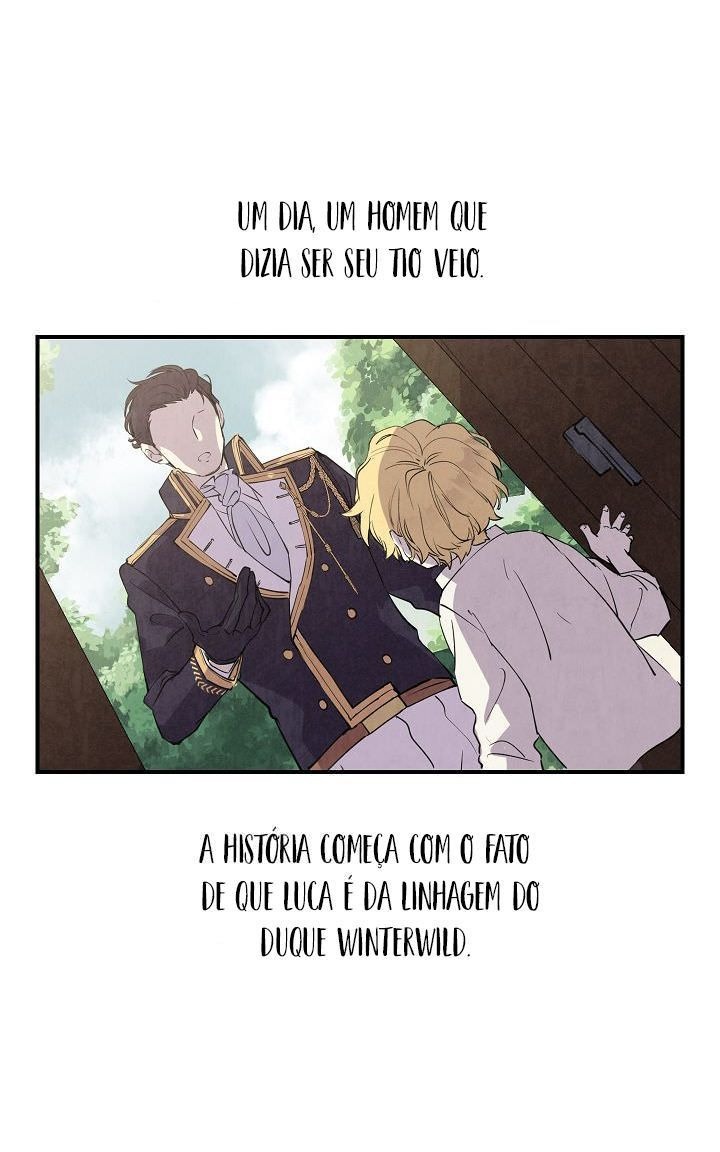 UM DIA, UM HOMEM QUE
DIZIA SER SEU TIO VEIO.
A HISTÓRIA COMEÇA COM O FATO
DE QUE LUCA É DA LINHAGEM DO
DUQUE WINTERWILD.